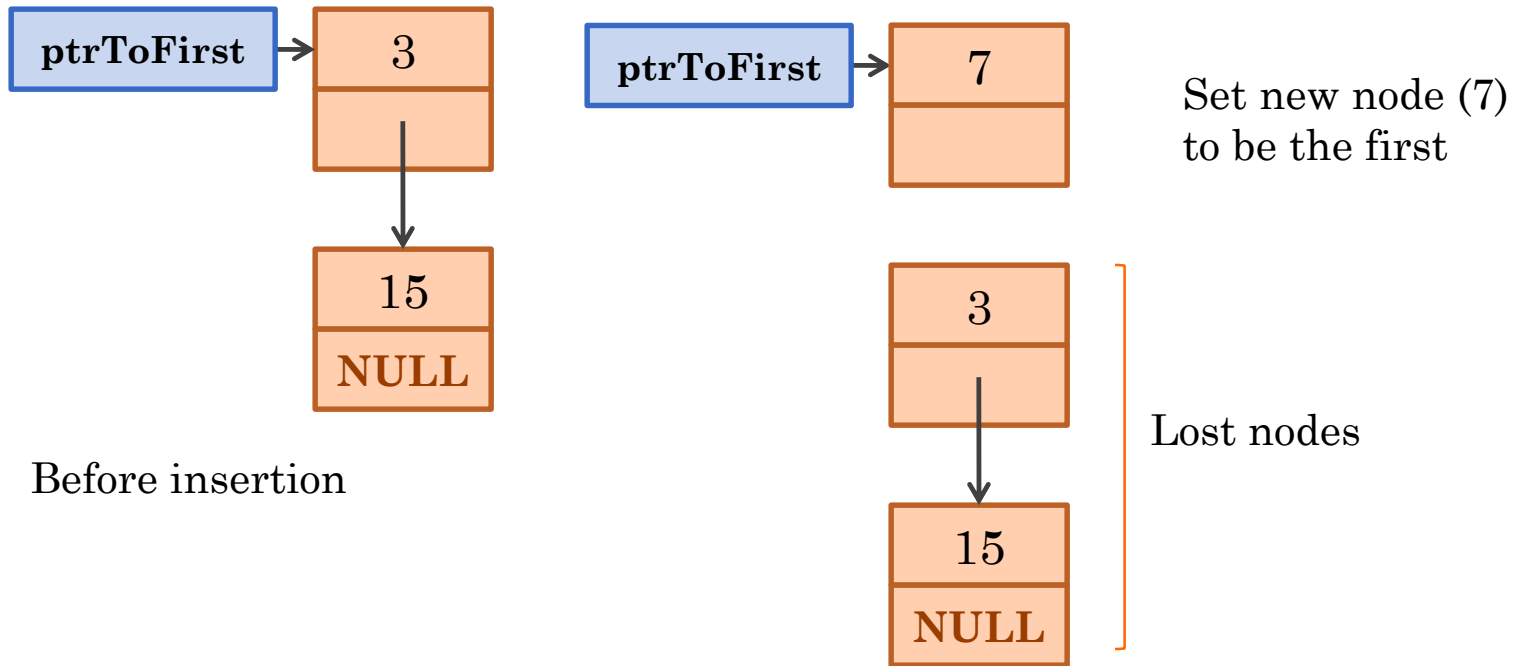 ptrToFirst
3
15
NULL
Before insertion
ptrToFirst
7
Set new node (7)
to be the first
3
15
NULL
Lost nodes